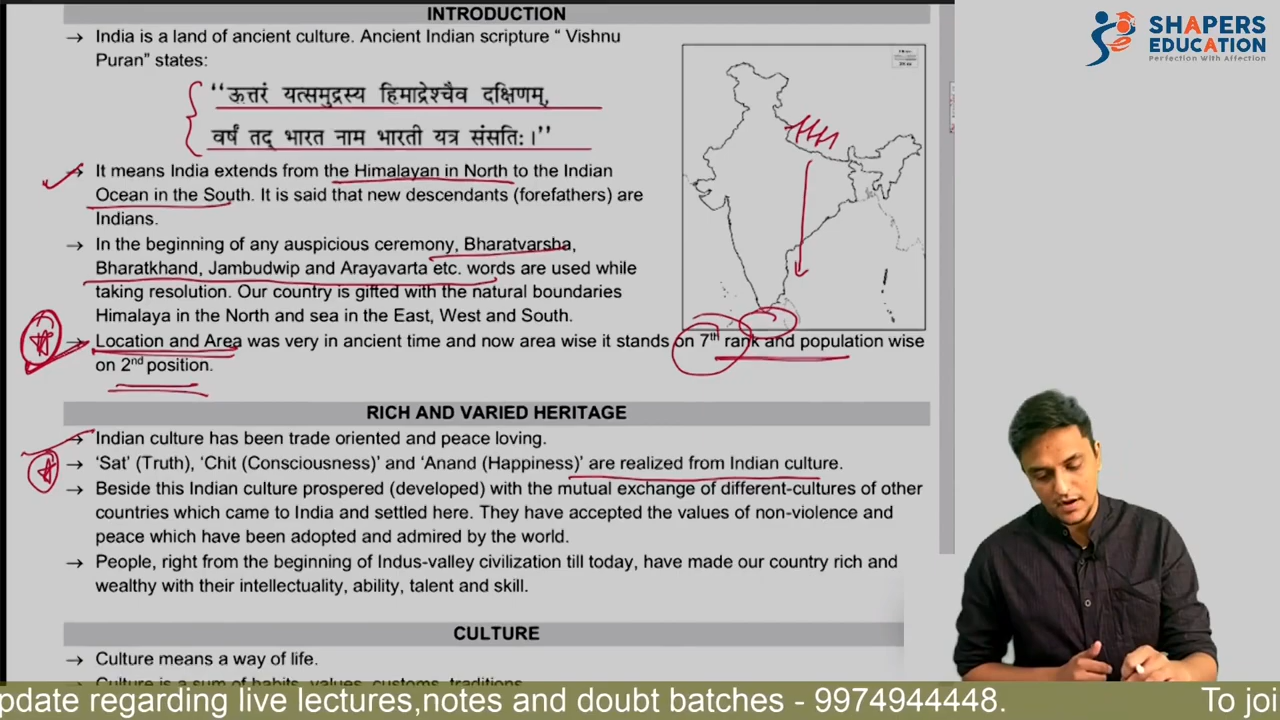 INTRODUCTION
→ India is a land of ancient culture. Ancient Indian scripture “ Vishnu
Puran” states:
“ऊत्तरं यत्समुद्रस्य हिमाद्रेश्चैव दक्षिणम्,
वर्षं तद् भारत नाम भारती यत्र संसतिः।”
→ It means India extends from the Himalayan in North to the Indian
Ocean in the South. It is said that new descendants (forefathers) are
Indians.
→ In the beginning of any auspicious ceremony, Bharatvarsha,
Bharatkhand, Jambudwip and Arayavarta etc. words are used while
taking resolution. Our country is gifted with the natural boundaries
Himalaya in the North and sea in the East, West and South.
→ Location and Area was very in ancient time and now area wise it stands on 7th rank and population wise
on 2nd position.
RICH AND VARIED HERITAGE
→ Indian culture has been trade oriented and peace loving.
→ ‘Sat’ (Truth), ‘Chit (Consciousness)’ and ‘Anand (Happiness)’ are realized from Indian culture.
→ Beside this Indian culture prospered (developed) with the mutual exchange of different-cultures of other
countries which came to India and settled here. They have accepted the values of non-violence and
peace which have been adopted and admired by the world.
→ People, right from the beginning of Indus-valley civilization till today, have made our country rich and
wealthy with their intellectuality, ability, talent and skill.
CULTURE
→ Culture means a way of life.
→ Culture is a sum of habits, values, customs, traditions
SHAPERS
EDUCATION
Perfection With Affection
pdate regarding live lectures,notes and doubt batches - 9974944448. To joi